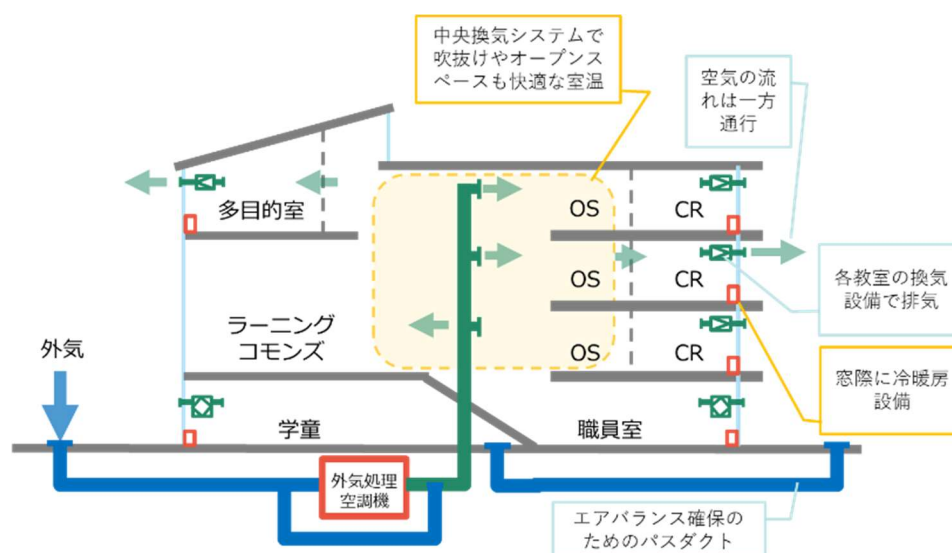 中央換気システムで
吹抜けやオープンス
ペースも快適な室温
空気の流
れは一方
通行
多目的室
OS
CR
OS
CR
各教室の換気
設備で排気
ラーニング
コモンズ
OS
CR
外気
窓際に冷暖房
設備
学童
職員室
外気処理
空調機
エアバランス確保の
ためのパスダクト